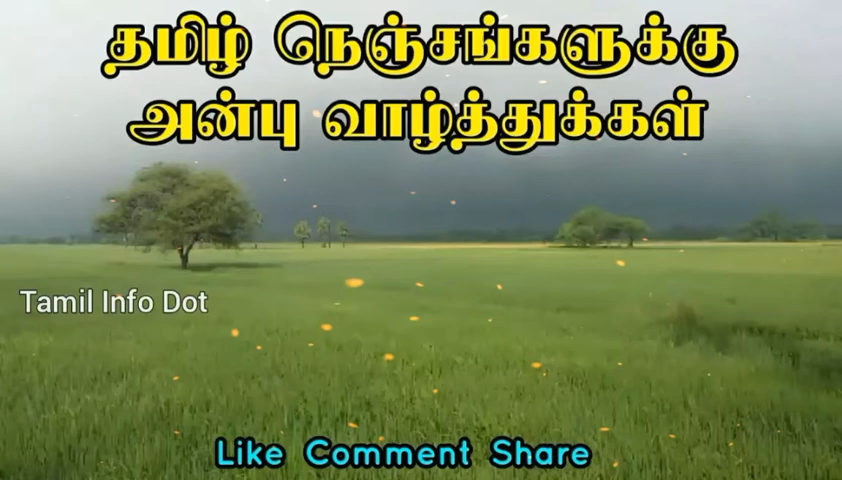 தமிழ் நெஞ்சங்களுக்கு
அன்பு வாழ்த்துக்கள்
Tamil Info Dot
Like Comment Share